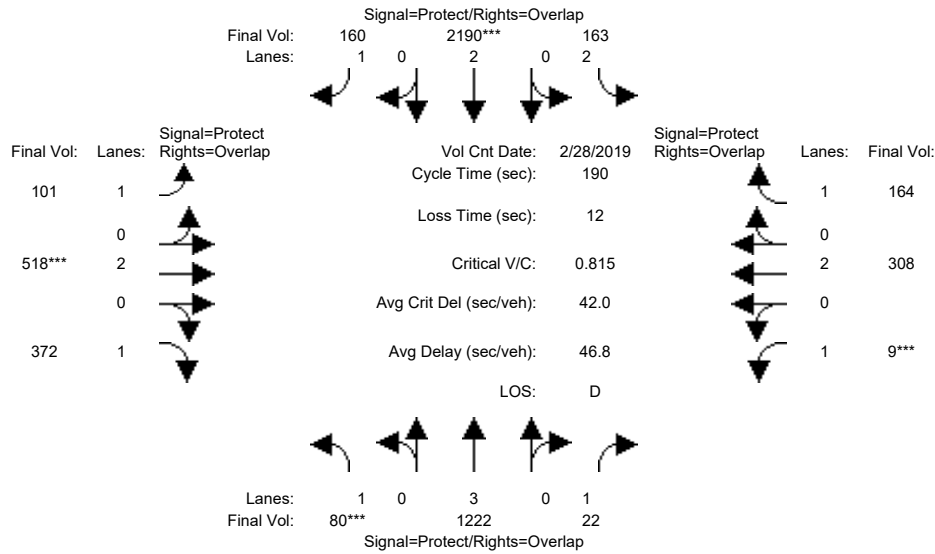 Signal=Protect/Rights=Overlap
Final Vol: 160 2190*** 163
Lanes: 1 0 2 0 2
Signal=Protect
Final Vol: Lanes: Rights=Overlap
Vol Cnt Date: 2/28/2019
Signal=Protect
Rights=Overlap Lanes: Final Vol:
Cycle Time (sec): 190
101 1
1 164
Loss Time (sec): 12
0
0
518*** 2
Critical V/C: 0.815
2 308
0
Avg Crit Del (sec/veh): 42.0
0
372 1
Avg Delay (sec/veh): 46.8
1 9***
LOS: D
Lanes: 1 0 3 0 1
Final Vol: 80*** 1222 22
Signal=Protect/Rights=Overlap